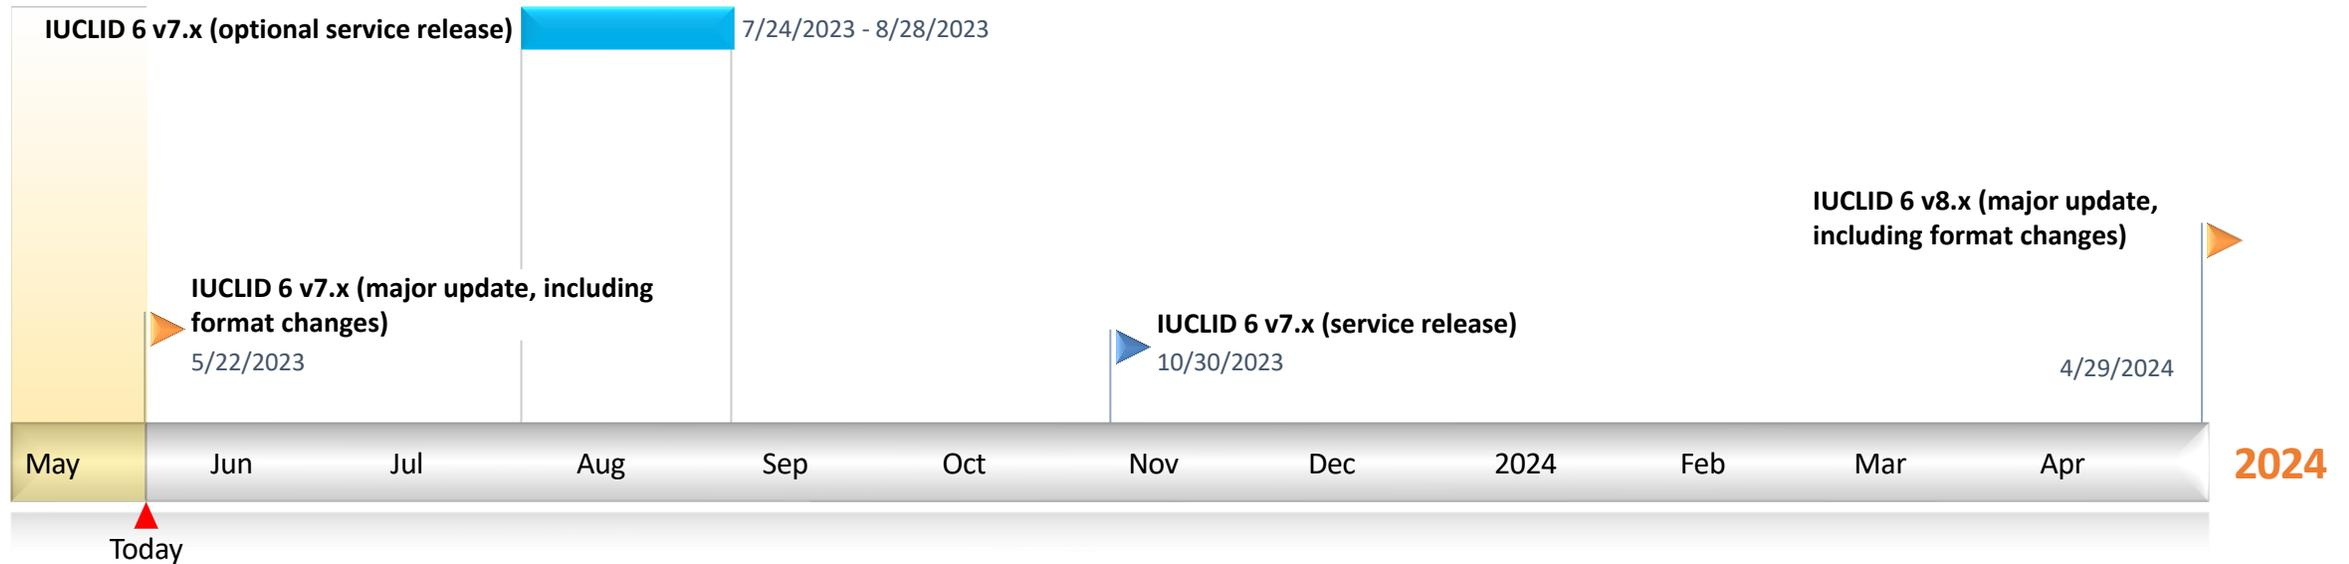 IUCLID 6 v7.x (optional service release)
7/24/2023 - 8/28/2023
IUCLID 6 v8.x (major update,
including format changes)
4/29/2024
IUCLID 6 v7.x (major update, including
format changes)
5/22/2023
IUCLID 6 v7.x (service release)
10/30/2023
May Jun Jul Aug Sep Oct Nov Dec 2024 Feb Mar Apr 2024
Today